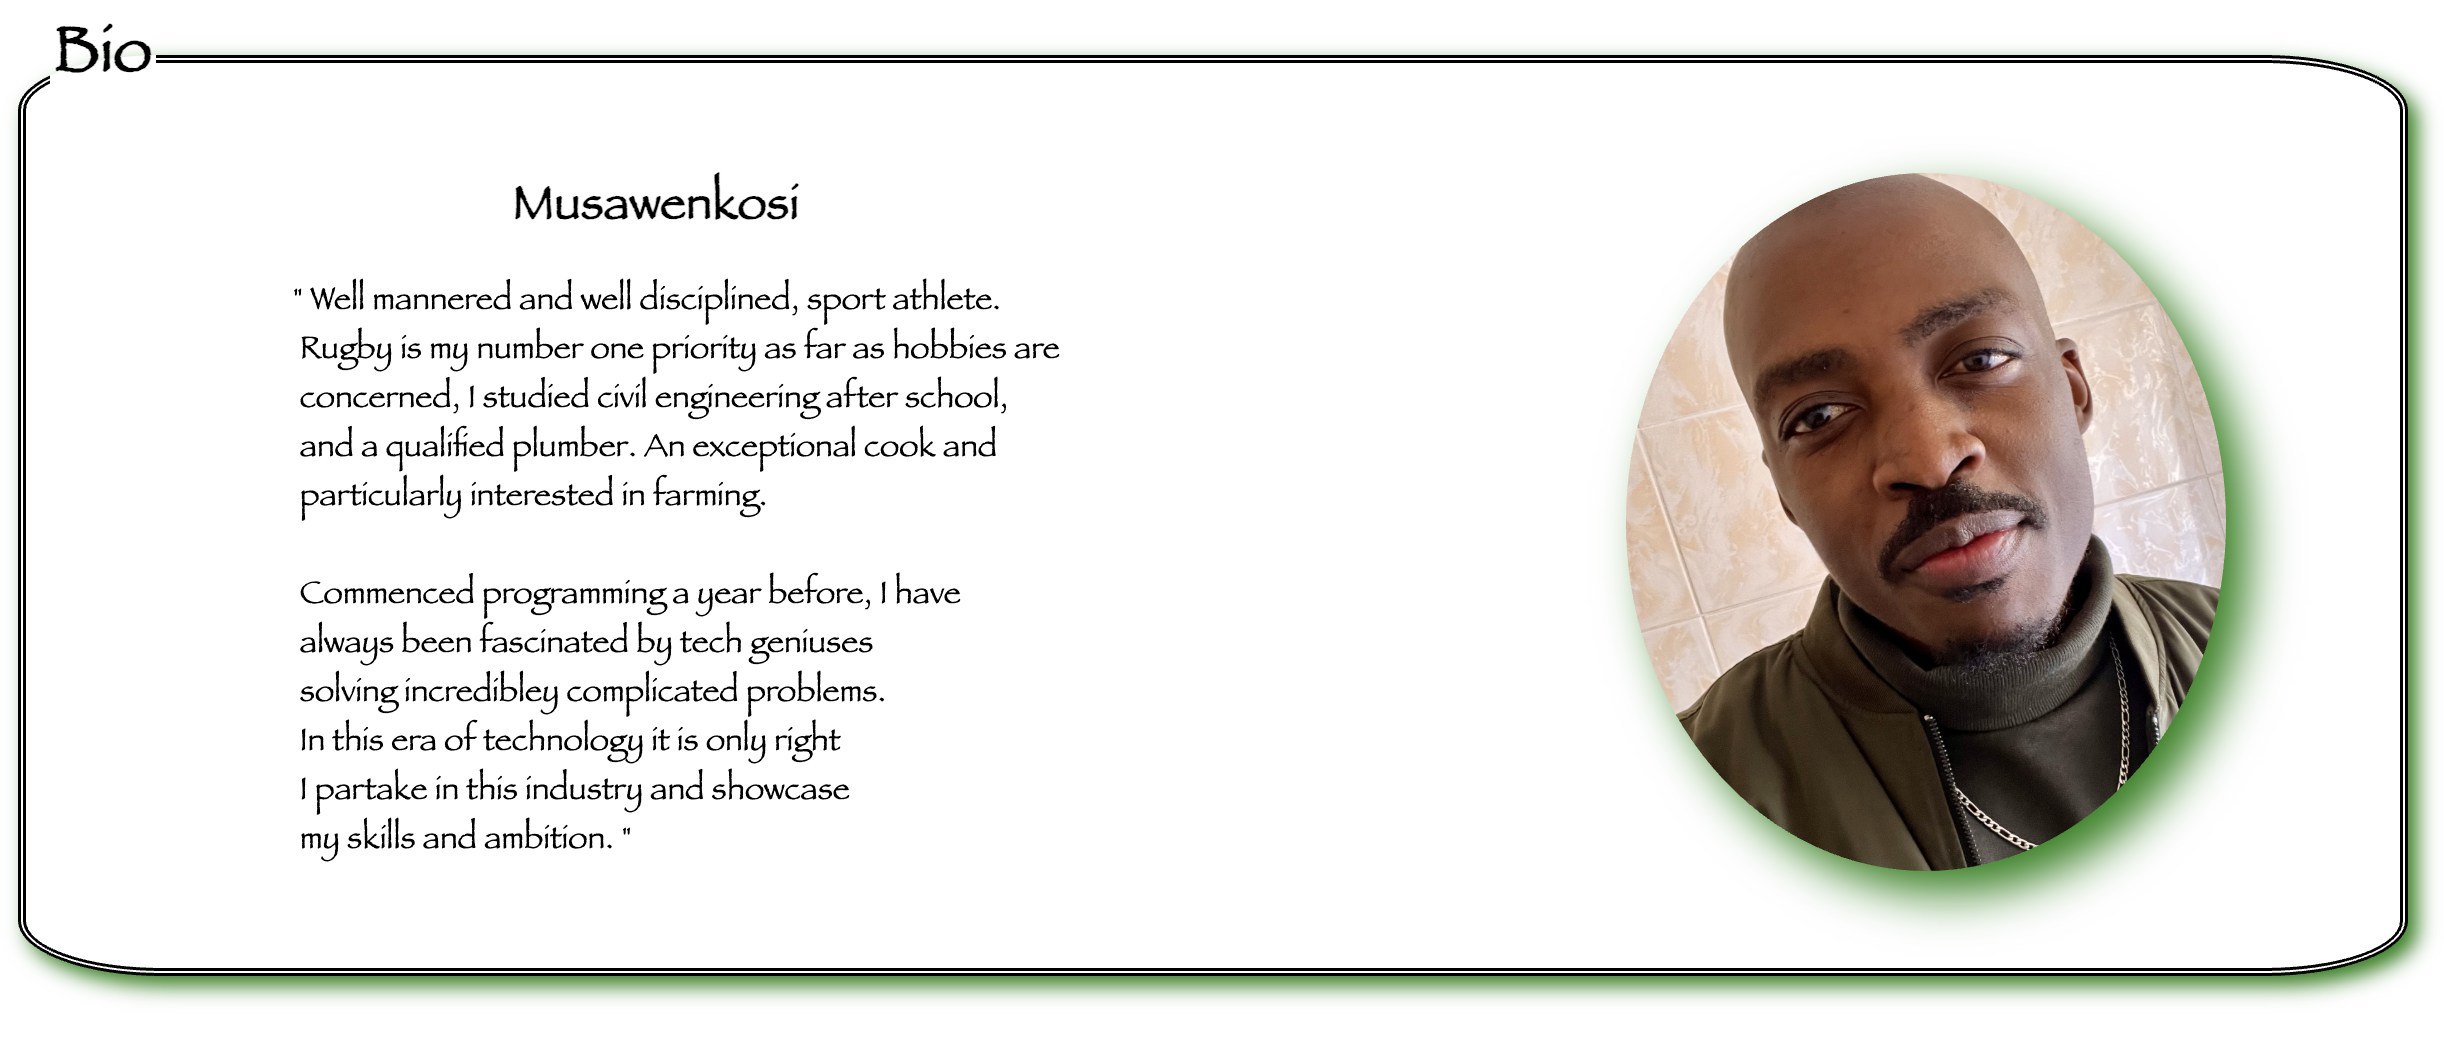 Bio
Musawenkosi
" Well mannered and well disciplined, sport athlete.
Rugby is my number one priority as far as hobbies are
concerned, I studied civil engineering after school,
and a qualified plumber. An exceptional cook and
particularly interested in farming.
Commenced programming a year before, I have
always been fascinated by tech geniuses
solving incredibley complicated problems.
In this era of technology it is only right
I partake in this industry and showcase
my skills and ambition. "